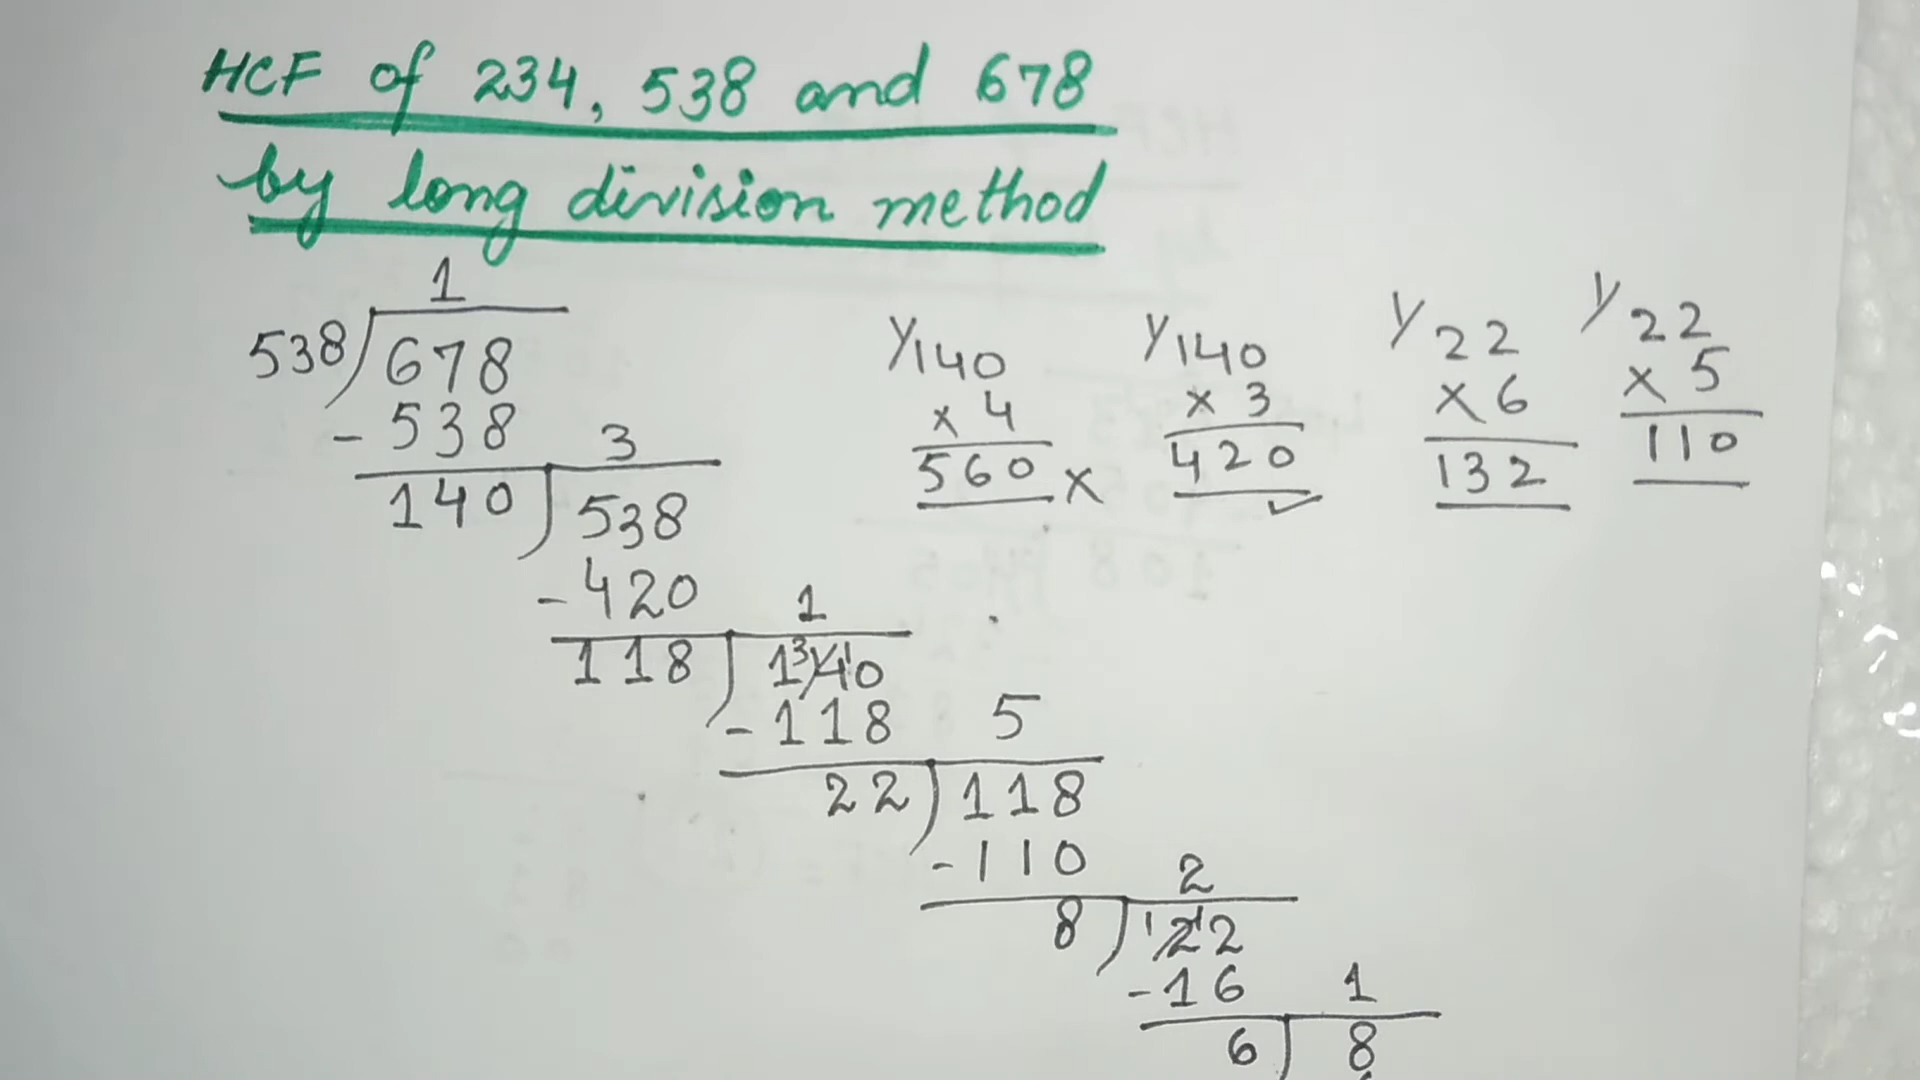 HCF of 234, 538 and 678
by long division method
1
538 678
- 538 3
140 538
- 420 1
118 140
- 118 5
22 118
- 110 2
8 22
- 16 1
6 8
140
x 4
560 x
140
x 3
420 ✓
22
x 6
132
22
x 5
110